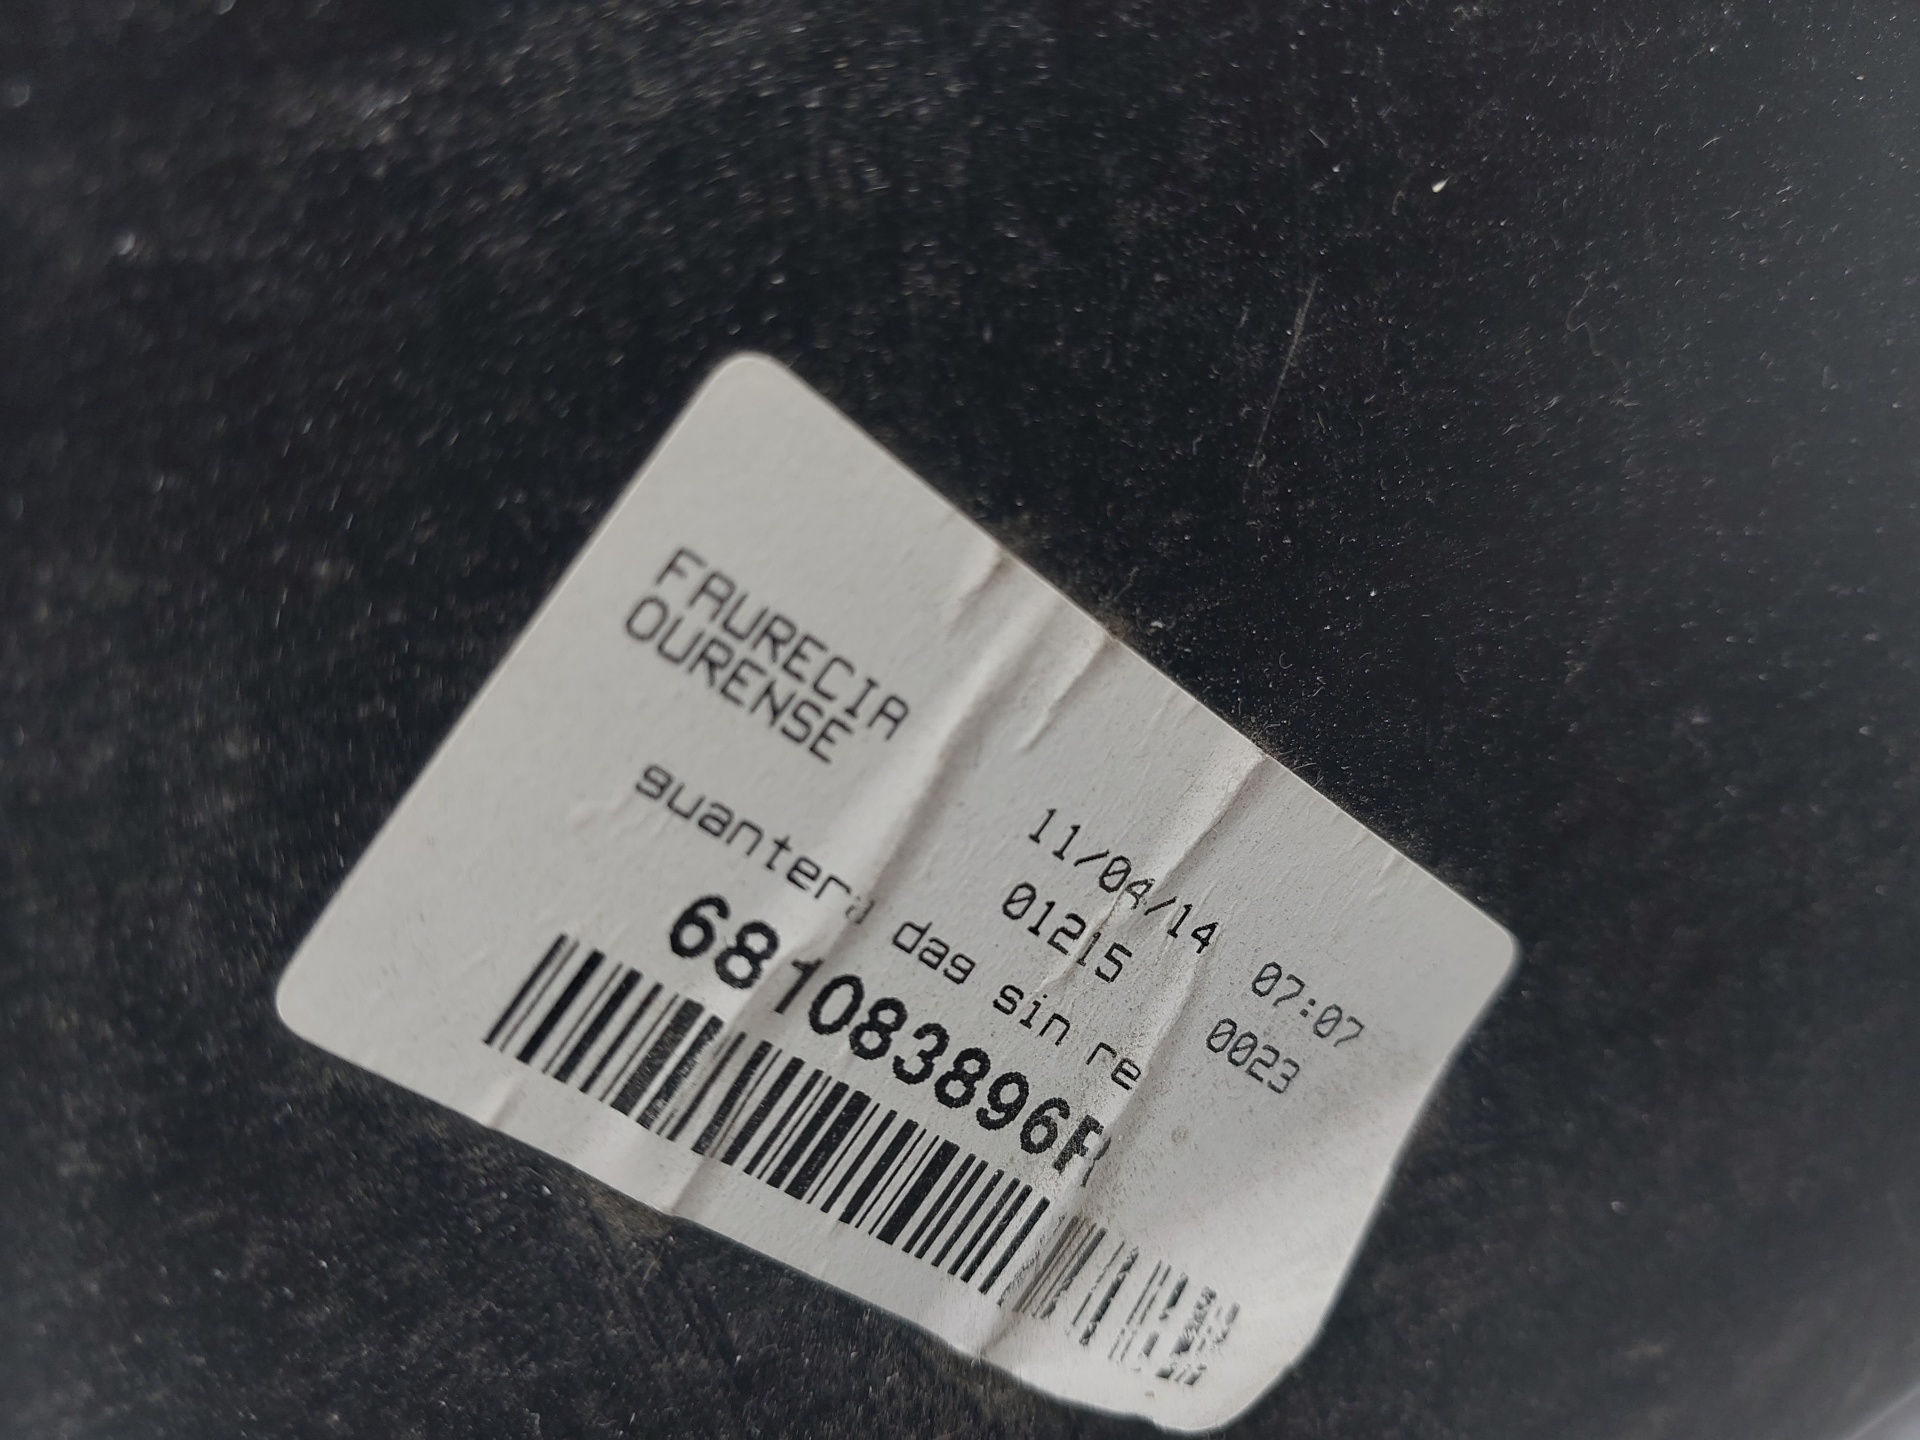 FAURECIA
OURENSE
11/04/14 07:07
01215 0023
guantera dag sin re
681083896R